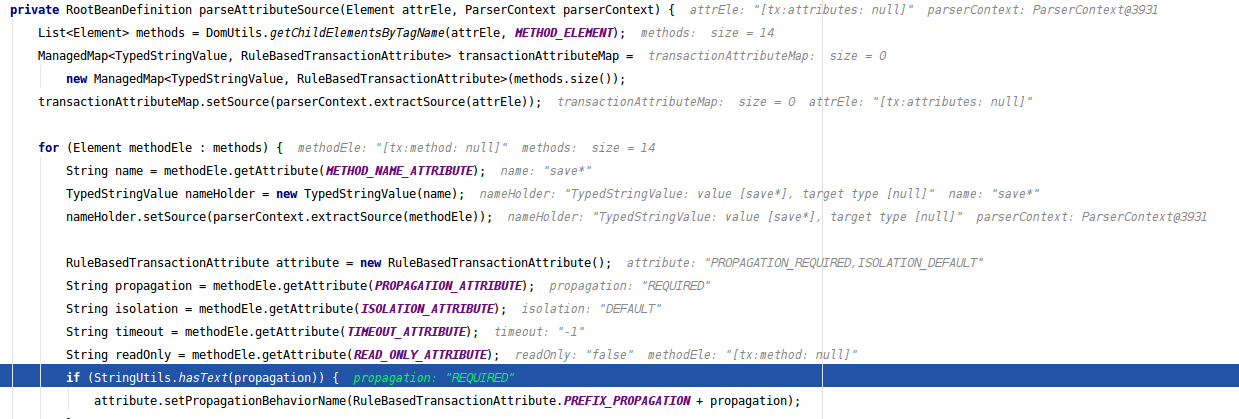 private RootBeanDefinition parseAttributeSource(Element attrEle, ParserContext parserContext) {  attrEle: "[tx:attributes: null]"  parserContext: ParserContext@3931
List<Element> methods = DomUtils.getChildElementsByTagName(attrEle, METHOD_ELEMENT);  methods:  size = 14
ManagedMap<TypedStringValue, RuleBasedTransactionAttribute> transactionAttributeMap =  transactionAttributeMap:  size = 0
new ManagedMap<TypedStringValue, RuleBasedTransactionAttribute>(methods.size());
transactionAttributeMap.setSource(parserContext.extractSource(attrEle));  transactionAttributeMap:  size = 0  attrEle: "[tx:attributes: null]"
for (Element methodEle : methods) {  methodEle: "[tx:method: null]"  methods:  size = 14
String name = methodEle.getAttribute(METHOD_NAME_ATTRIBUTE);  name: "save*"
TypedStringValue nameHolder = new TypedStringValue(name);  nameHolder: "TypedStringValue: value [save*], target type [null]"  name: "save*"
nameHolder.setSource(parserContext.extractSource(methodEle));  nameHolder: "TypedStringValue: value [save*], target type [null]"  parserContext: ParserContext@3931
RuleBasedTransactionAttribute attribute = new RuleBasedTransactionAttribute();  attribute: "PROPAGATION_REQUIRED,ISOLATION_DEFAULT"
String propagation = methodEle.getAttribute(PROPAGATION_ATTRIBUTE);  propagation: "REQUIRED"
String isolation = methodEle.getAttribute(ISOLATION_ATTRIBUTE);  isolation: "DEFAULT"
String timeout = methodEle.getAttribute(TIMEOUT_ATTRIBUTE);  timeout: "-1"
String readOnly = methodEle.getAttribute(READ_ONLY_ATTRIBUTE);  readOnly: "false"  methodEle: "[tx:method: null]"
if (StringUtils.hasText(propagation)) {  propagation: "REQUIRED"
attribute.setPropagationBehaviorName(RuleBasedTransactionAttribute.PREFIX_PROPAGATION + propagation);